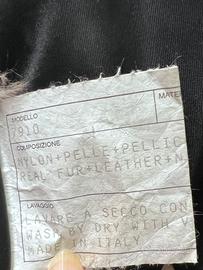 MODELLO
7910
MATE
COMPOSIZIONE
NYLON+PELLE+PELLIC
REAL FUR+LEATHER+N
LAVAGGIO
LAVARE A SECCO CON
WASH BY DRY WITH V
MADE IN ITALY